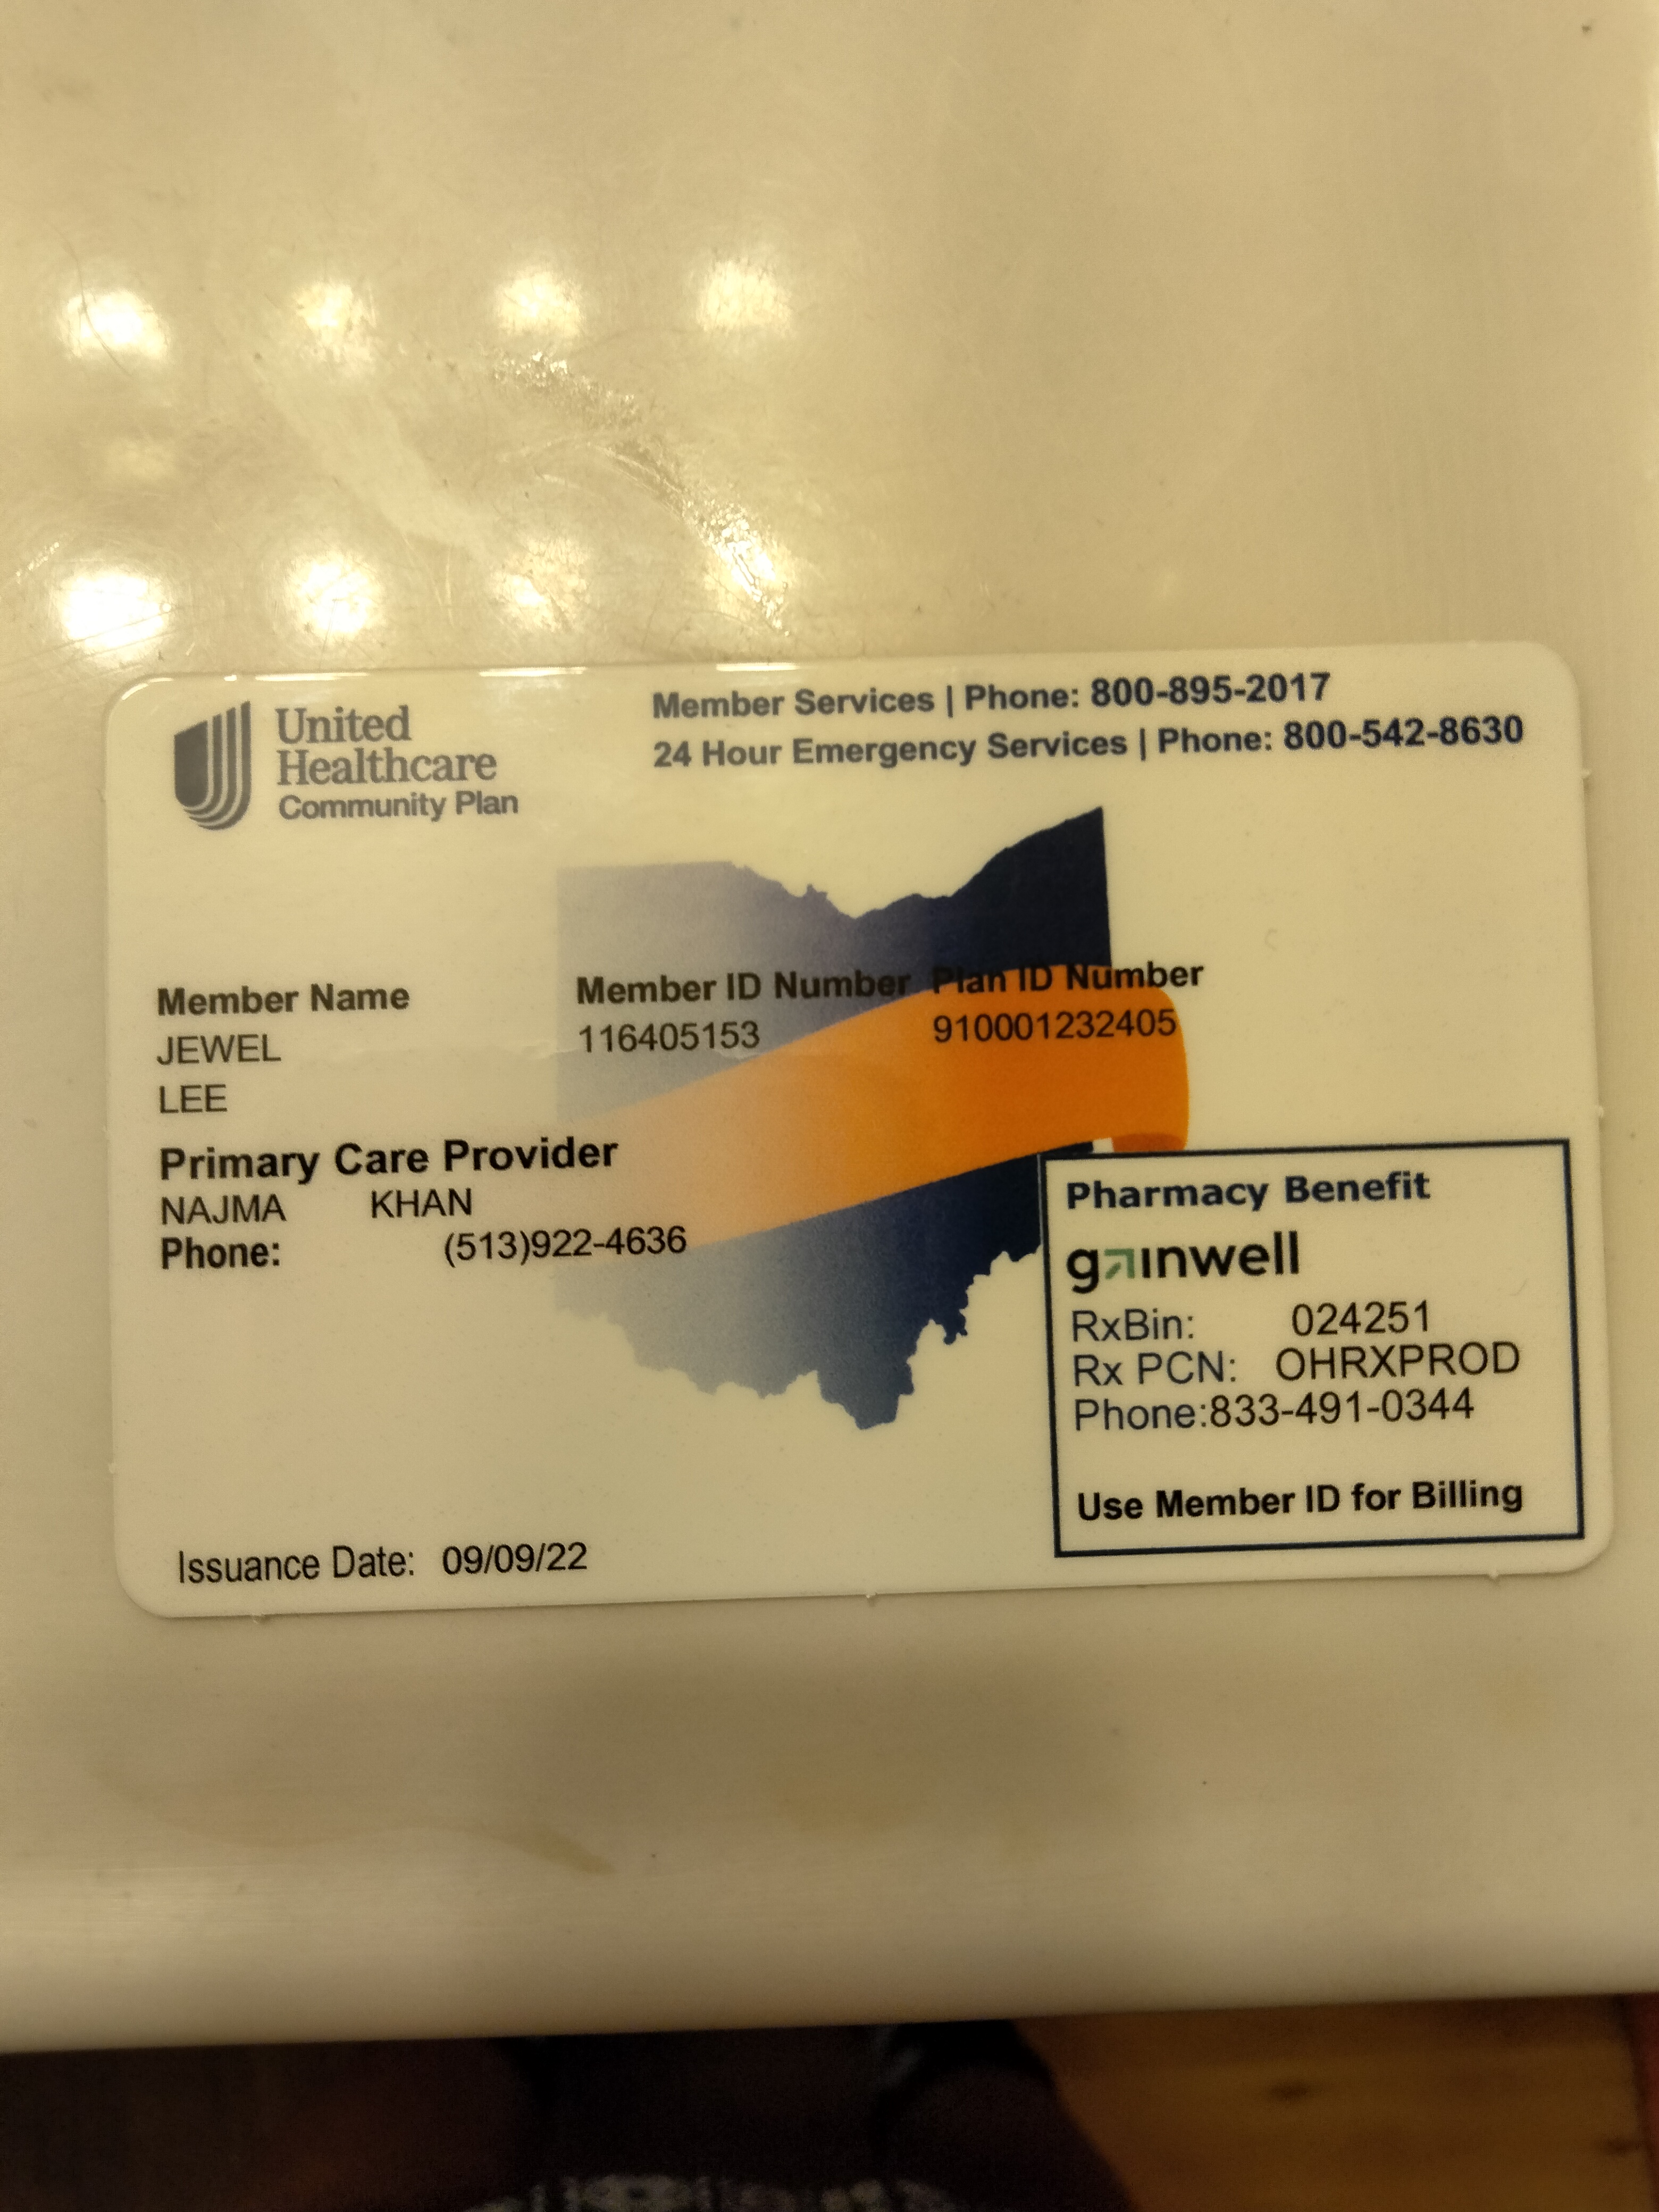 United
Healthcare
Community Plan
Member Services | Phone: 800-895-2017
24 Hour Emergency Services | Phone: 800-542-8630
Member Name
JEWEL
LEE
Member ID Number
116405153
Plan ID Number
910001232405
Primary Care Provider
NAJMA KHAN
Phone: (513)922-4636
Pharmacy Benefit
gainwell
RxBin: 024251
Rx PCN: OHRXPROD
Phone:833-491-0344
Use Member ID for Billing
Issuance Date: 09/09/22